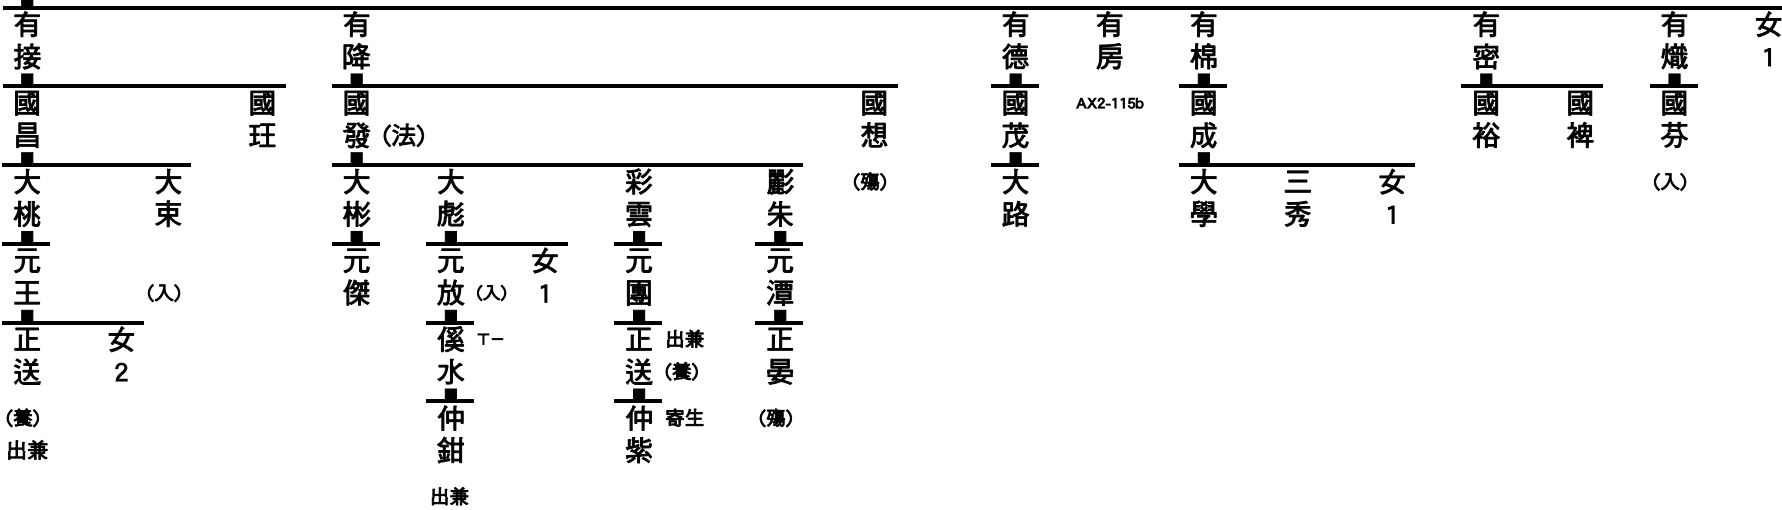 有接 有降 有德 有房 有棉 有密 有熾 女1
國昌 國玨 國發 (法) 國想 國茂 AX2-115b 國成 國裕 國裨 國芬
大桃 大束 大彬 大彪 彩雲 彲朱 (殤) 大路 大學 三秀 女1 (入)
元王 (入) 元傑 元放 (入) 女1 元團 元潭
正送 女2 傒水 ㄒㄧ 正送 出兼 (養) 正晏
(養) 仲鉗 仲紫 寄生 (殤)
出兼
出兼